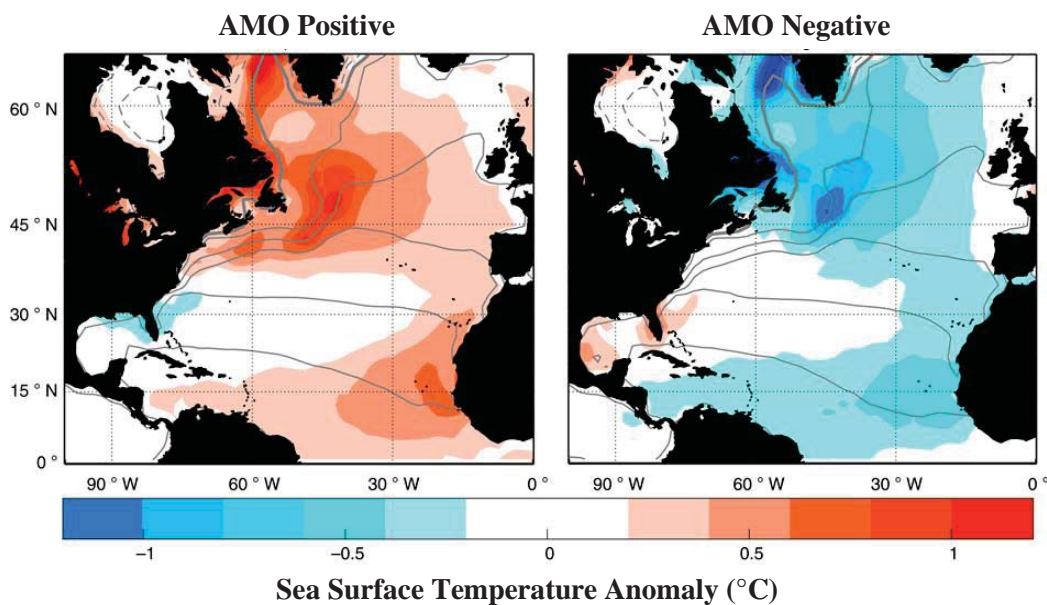 AMO Positive
AMO Negative
60 ° N
45 ° N
30 ° N
15 ° N
0 °
90 ° W 60 ° W 30 ° W 0 °
90 ° W 60 ° W 30 ° W 0 °
−1 −0.5 0 0.5 1
Sea Surface Temperature Anomaly (°C)